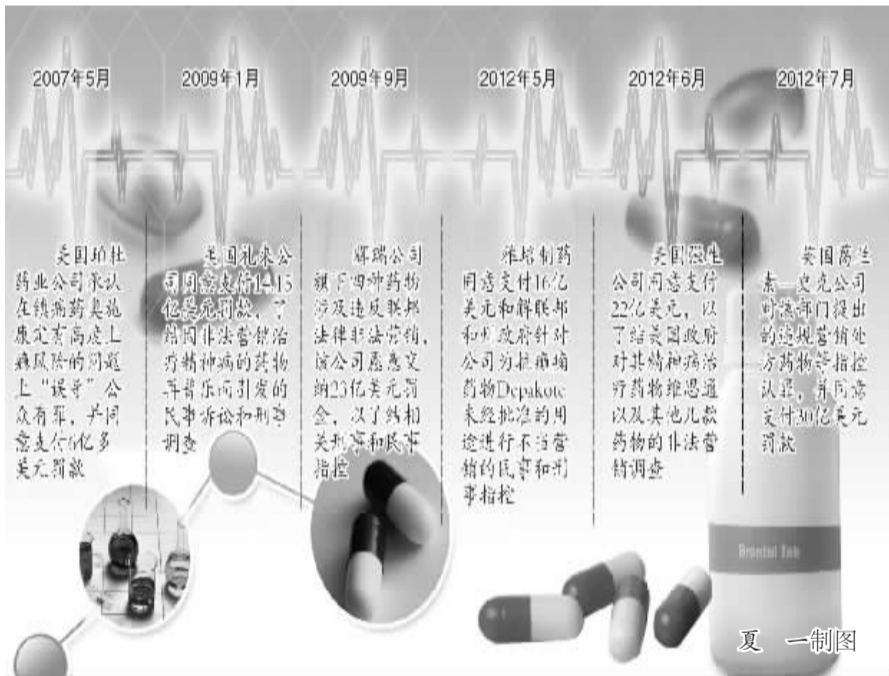 2007年5月
美国珀杜
药业公司承认
在镇痛药奥施
康定有高度上
瘾风险的问题
上“误导”公
众有罪，并同
意支付6亿多
美元罚款
2009年1月
美国礼来公
司同意支付14.15
亿美元罚款，了
结因非法营销治
疗精神病的药物
再普乐而引发的
民事诉讼和刑事
调查
2009年9月
辉瑞公司
旗下四种药物
涉及违反联邦
法律非法营销，
该公司愿意交
纳23亿美元罚
金，以了结相
关刑事和民事
指控
2012年5月
雅培制药
同意支付16亿
美元和解联邦
和州政府针对
公司为抗癫痫
药物Depakote
未经批准的用
途进行不当营
销的民事和刑
事指控
2012年6月
美国强生
公司同意支付
22亿美元，以
了结美国政府
对其精神病治
疗药物维思通
以及其他几款
药物的非法营
销调查
2012年7月
英国葛兰
素—史克公司
对该部门提出
的违规营销处
方药物等指控
认罪，并同意
支付30亿美元
罚款
夏 一制图